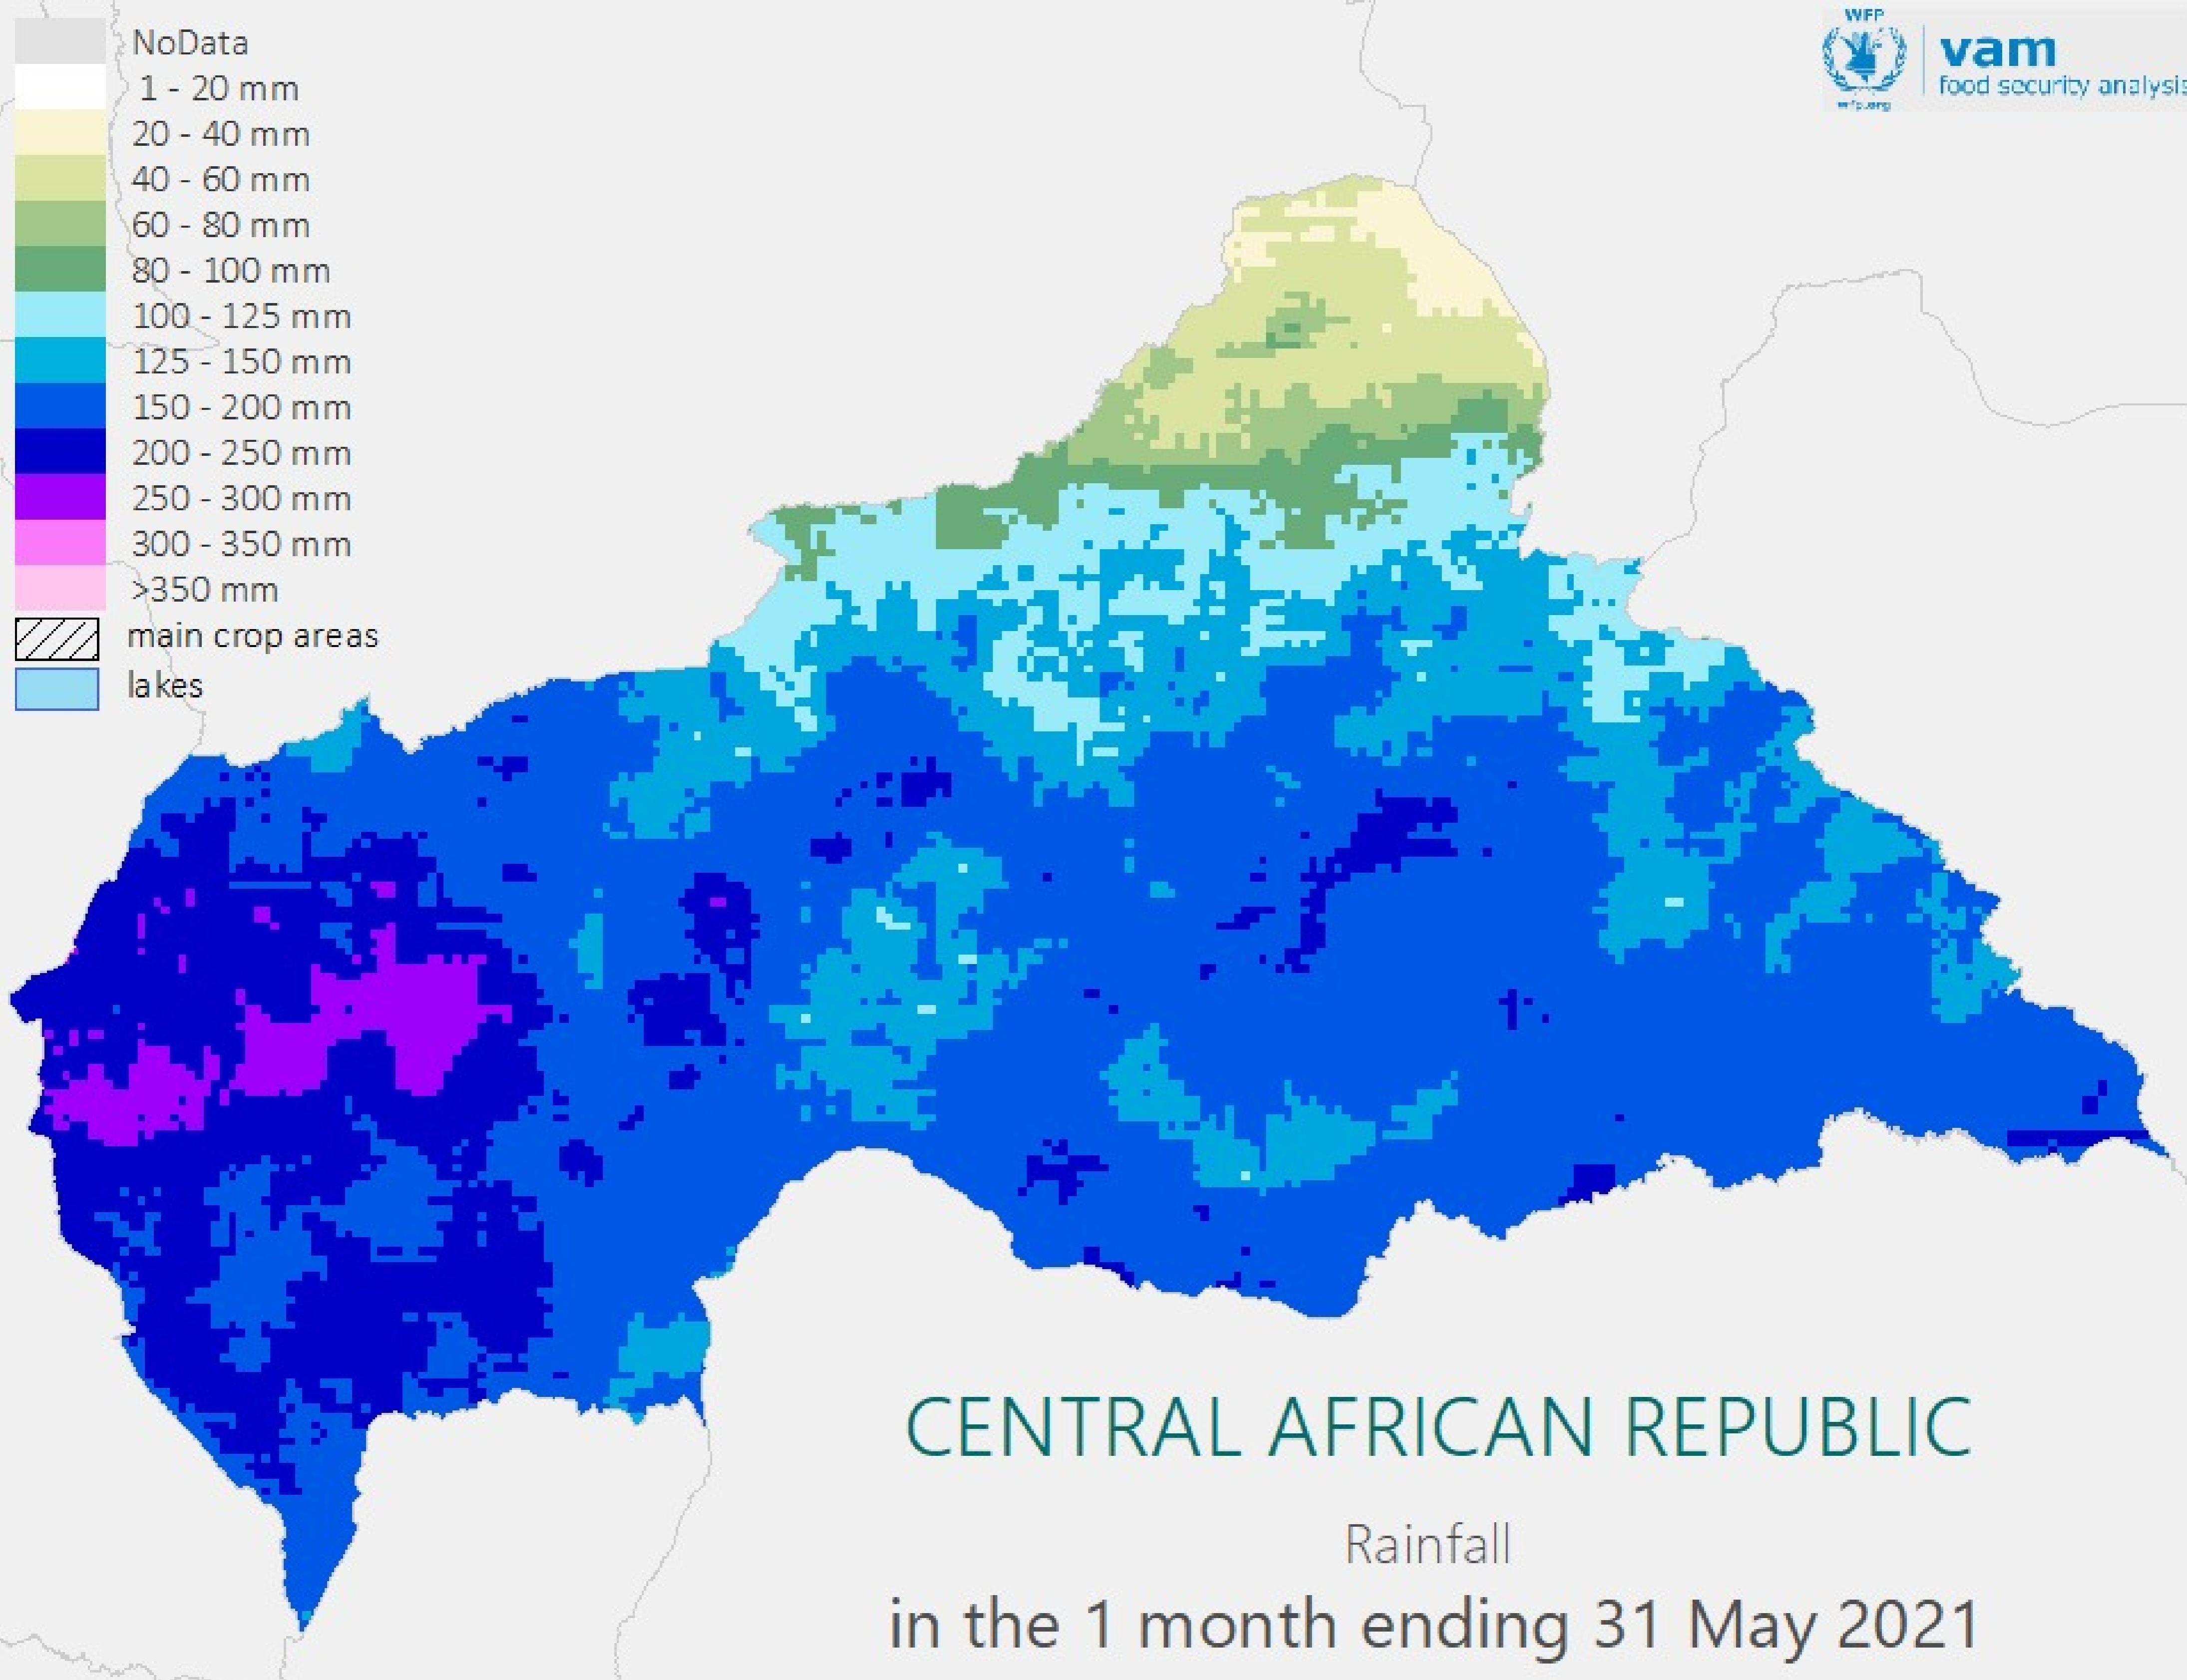 NoData
1 - 20 mm
20 - 40 mm
40 - 60 mm
60 - 80 mm
80 - 100 mm
100 - 125 mm
125 - 150 mm
150 - 200 mm
200 - 250 mm
250 - 300 mm
300 - 350 mm
>350 mm
main crop areas
lakes
WFP
wfp.org
vam
food security analysis
CENTRAL AFRICAN REPUBLIC
Rainfall
in the 1 month ending 31 May 2021